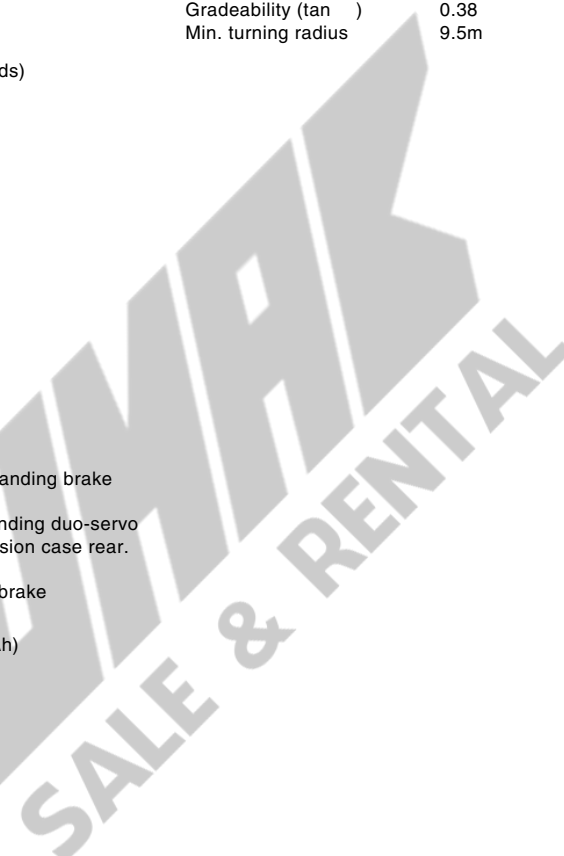 Gradeability (tan ) 0.38
Min. turning radius 9.5m
ds)
anding brake
nding duo-servo
sion case rear.
brake
h)
SALE & RENTAL